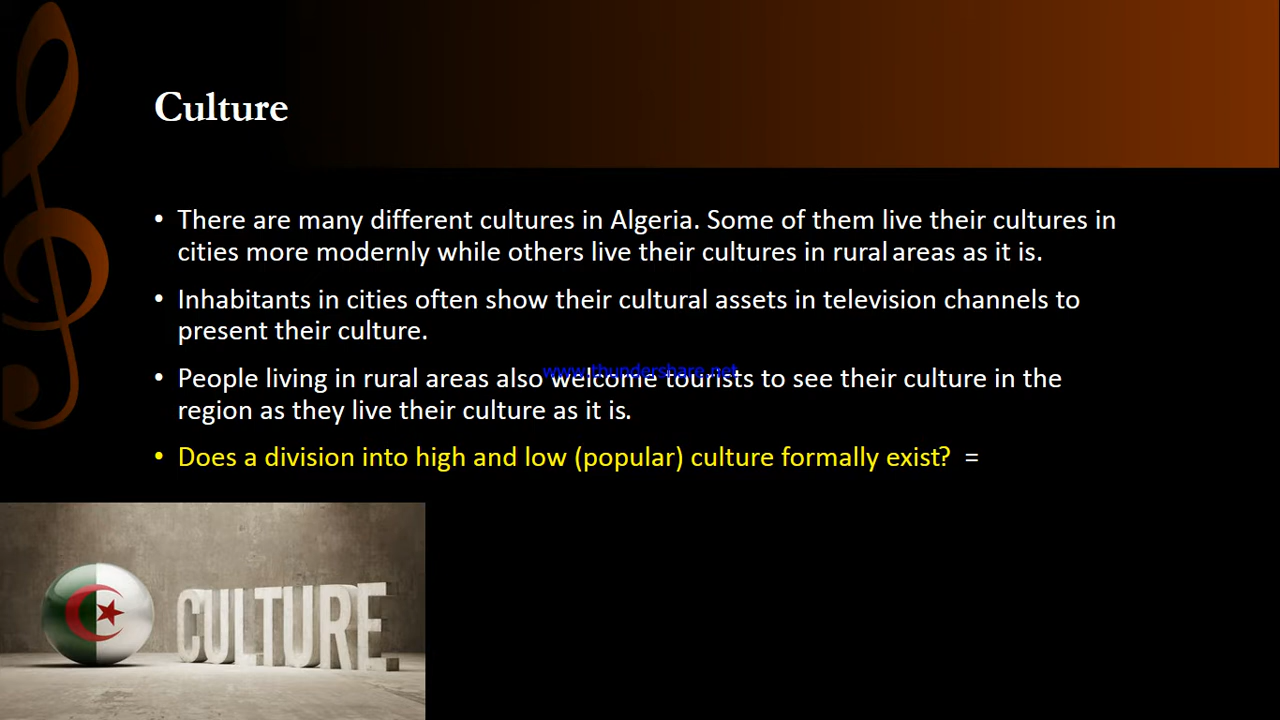 Culture
• There are many different cultures in Algeria. Some of them live their cultures in
cities more modernly while others live their cultures in rural areas as it is.
• Inhabitants in cities often show their cultural assets in television channels to
present their culture.
www.thundershare.net
• People living in rural areas also welcome tourists to see their culture in the
region as they live their culture as it is.
• Does a division into high and low (popular) culture formally exist? =
CULTURE.